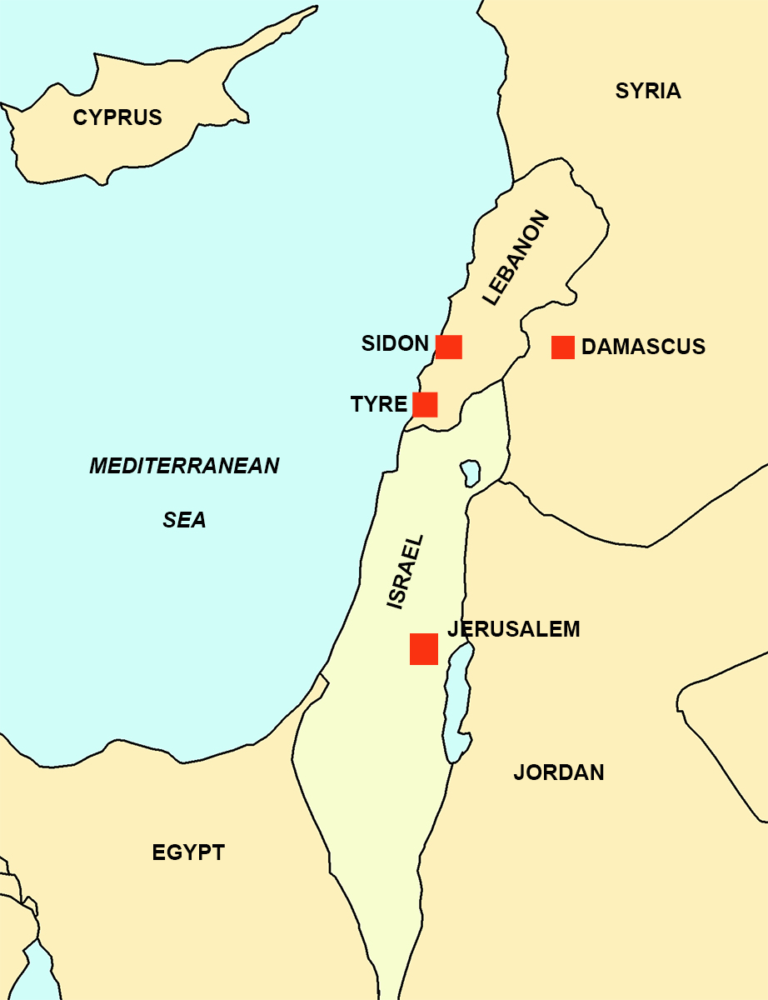 SYRIA
CYPRUS
LEBANON
SIDON
DAMASCUS
TYRE
MEDITERRANEAN
SEA
ISRAEL
JERUSALEM
JORDAN
EGYPT